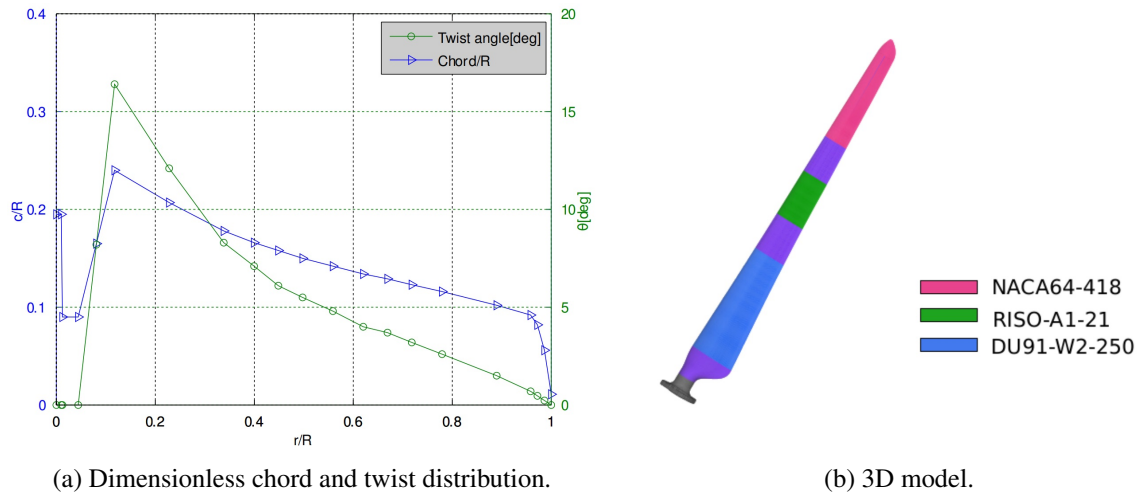 0.4
0.3
0.2
0.1
0
c/R
0
0.2
0.4
0.6
0.8
1
r/R
20
15
10
5
0
θ[deg]
Twist angle[deg]
Chord/R
NACA64-418
RISO-A1-21
DU91-W2-250
(a) Dimensionless chord and twist distribution.
(b) 3D model.